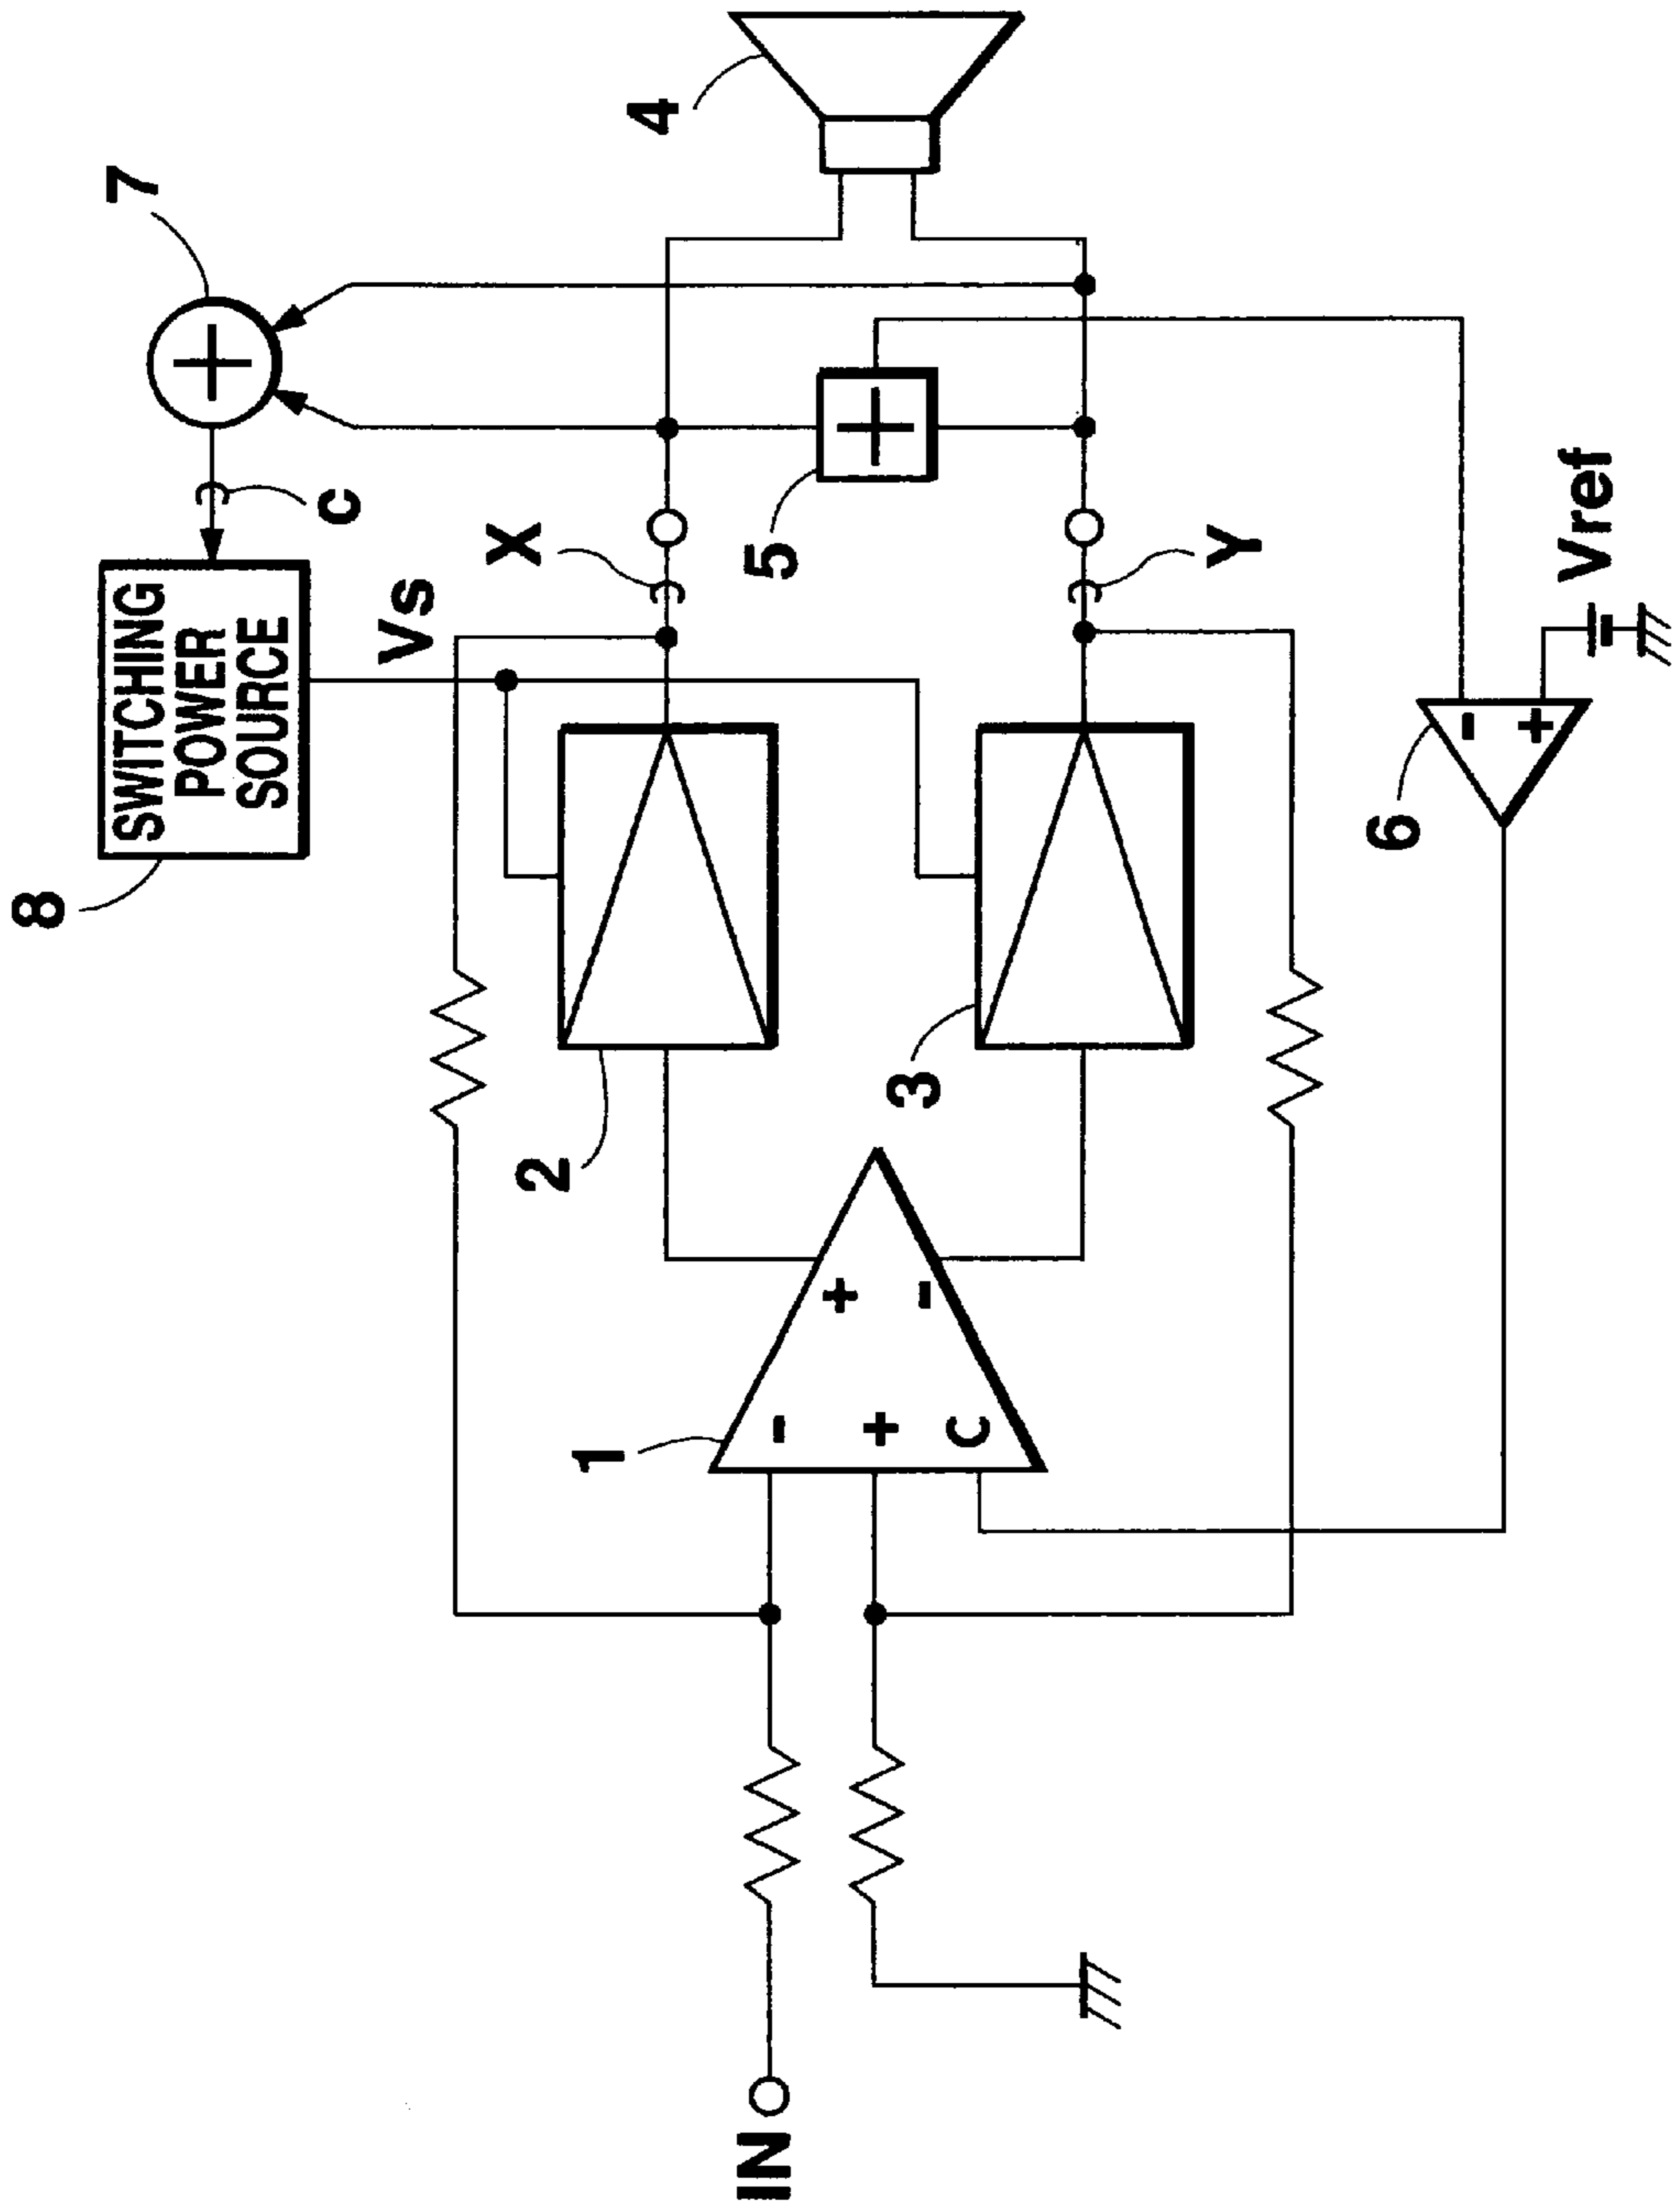 8
SWITCHING
POWER
SOURCE
c
7
Vs
X
4
2
5
1
-
+
C
+
-
3
Y
IN
6
-
+
Vref